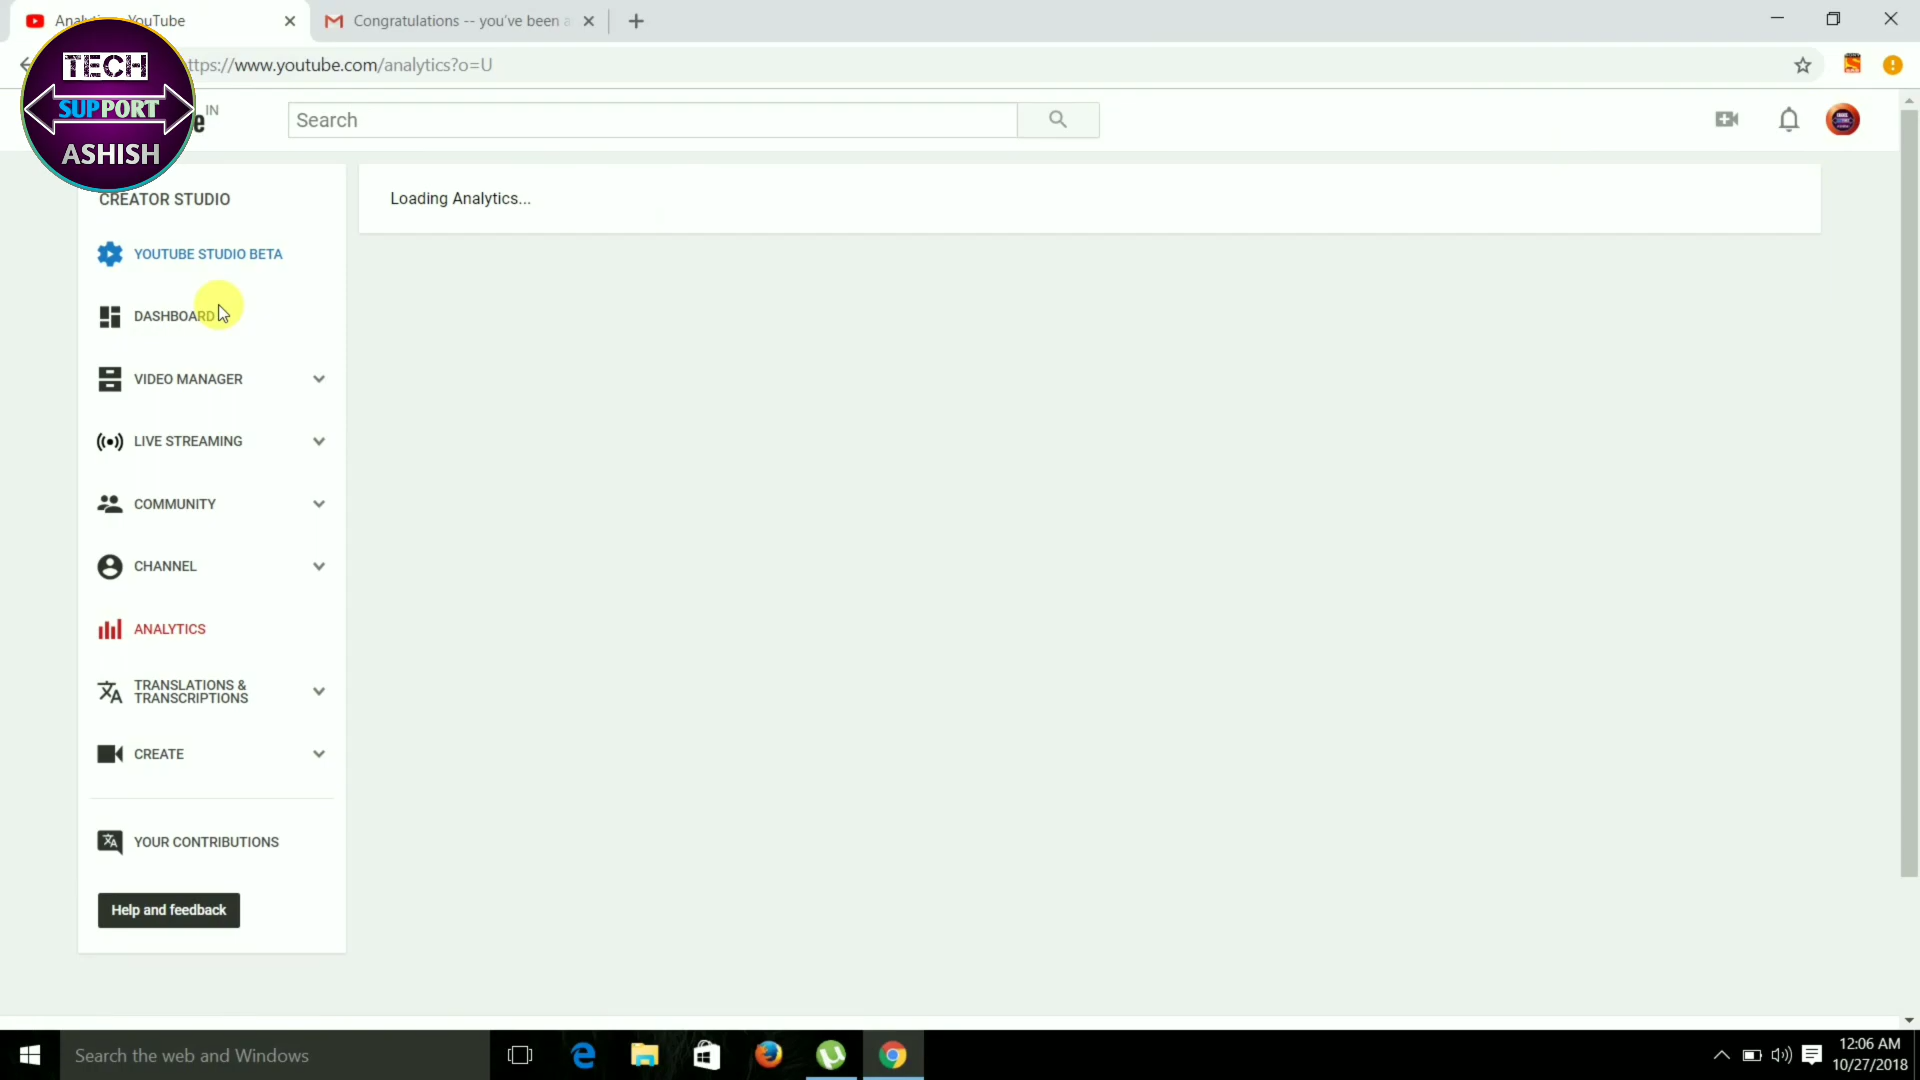 YouTube
Congratulations -- you've been
https://www.youtube.com/analytics?o=U
TECH
SUPPORT
ASHISH
IN
Search
CREATOR STUDIO
Loading Analytics...
YOUTUBE STUDIO BETA
DASHBOARD
VIDEO MANAGER
LIVE STREAMING
COMMUNITY
CHANNEL
ANALYTICS
TRANSLATIONS &
TRANSCRIPTIONS
CREATE
YOUR CONTRIBUTIONS
Help and feedback
Search the web and Windows
12:06 AM
10/27/2018